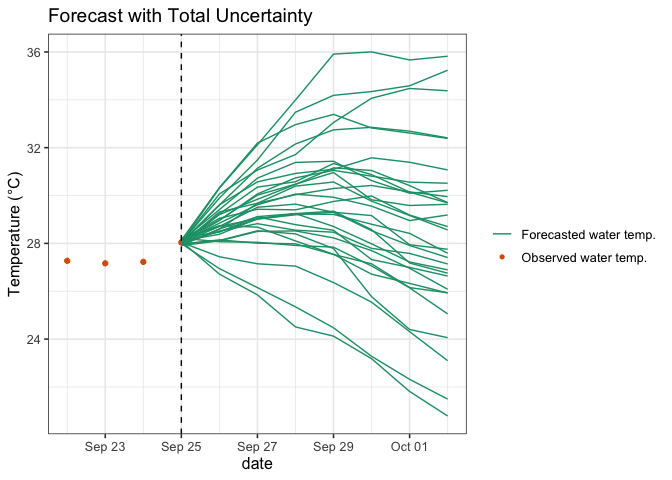 Forecast with Total Uncertainty
Temperature (°C)
36
32
28
24
Sep 23 Sep 25 Sep 27 Sep 29 Oct 01
date
Forecasted water temp.
Observed water temp.